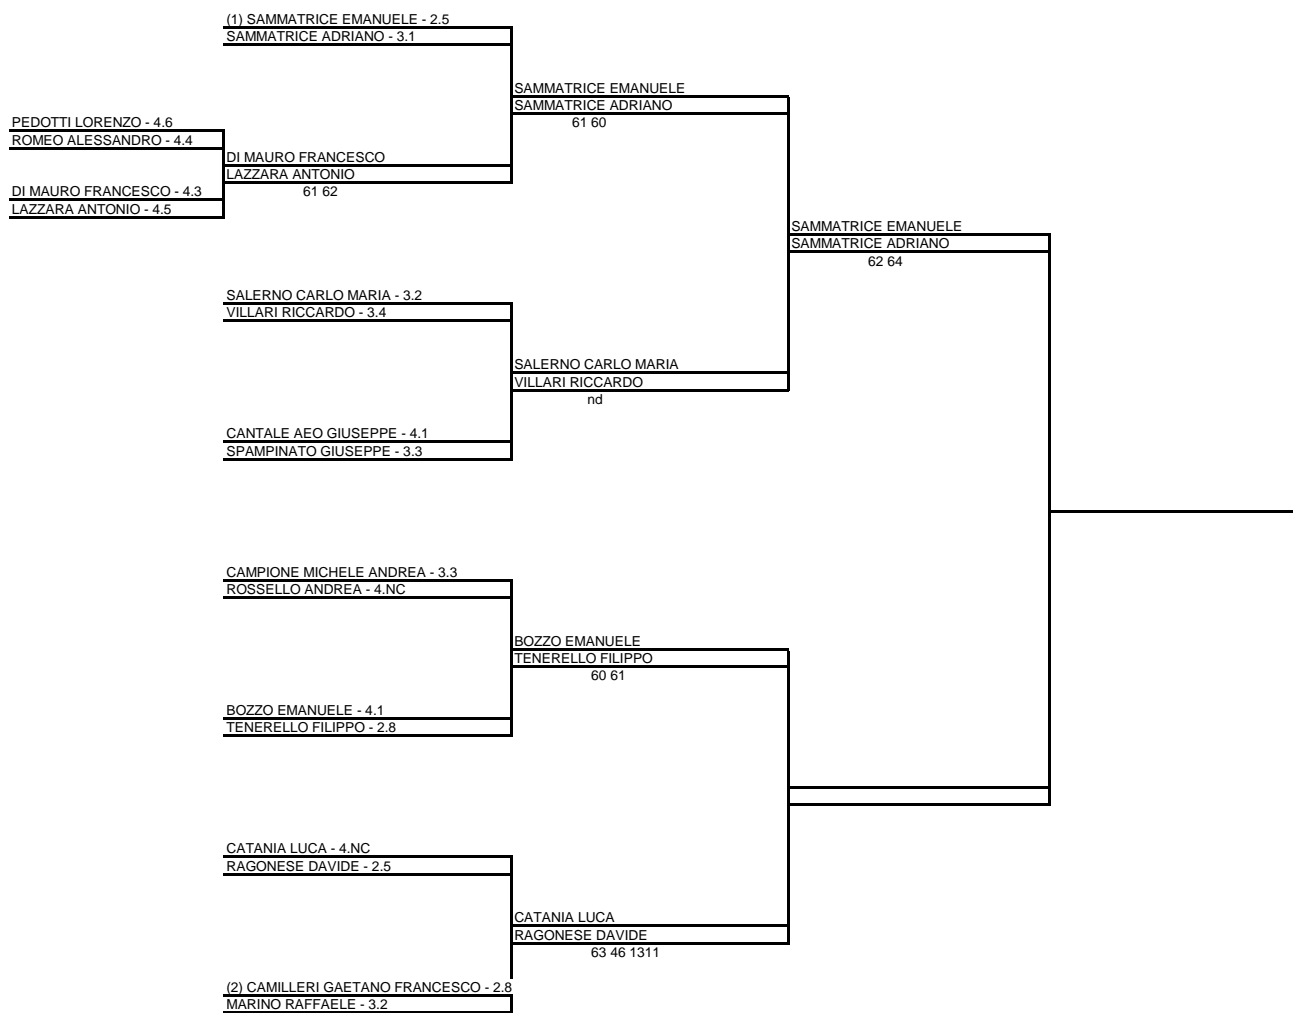 (1) SAMMATRICE EMANUELE - 2.5
SAMMATRICE ADRIANO - 3.1
SAMMATRICE EMANUELE
SAMMATRICE ADRIANO
61 60
PEDOTTI LORENZO - 4.6
ROMEO ALESSANDRO - 4.4
DI MAURO FRANCESCO
LAZZARA ANTONIO
61 62
DI MAURO FRANCESCO - 4.3
LAZZARA ANTONIO - 4.5
SAMMATRICE EMANUELE
SAMMATRICE ADRIANO
62 64
SALERNO CARLO MARIA - 3.2
VILLARI RICCARDO - 3.4
SALERNO CARLO MARIA
VILLARI RICCARDO
nd
CANTALE AEO GIUSEPPE - 4.1
SPAMPINATO GIUSEPPE - 3.3
CAMPIONE MICHELE ANDREA - 3.3
ROSSELLO ANDREA - 4.NC
BOZZO EMANUELE
TENERELLO FILIPPO
60 61
BOZZO EMANUELE - 4.1
TENERELLO FILIPPO - 2.8
CATANIA LUCA - 4.NC
RAGONESE DAVIDE - 2.5
CATANIA LUCA
RAGONESE DAVIDE
63 46 1311
(2) CAMILLERI GAETANO FRANCESCO - 2.8
MARINO RAFFAELE - 3.2